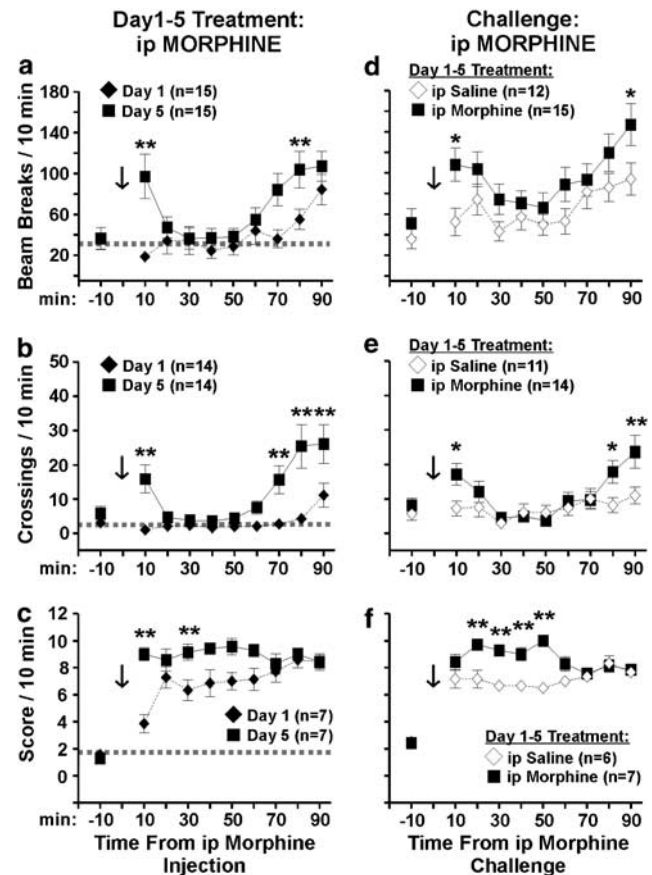 Day1-5 Treatment:
ip MORPHINE
Challenge:
ip MORPHINE
a
180
140
100
60
20
Beam Breaks / 10 min
◆ Day 1 (n=15)
■ Day 5 (n=15)
**
**
min: -10 10 30 50 70 90
d
Day 1-5 Treatment:
◇ ip Saline (n=12)
■ ip Morphine (n=15)
*
*
-10 10 30 50 70 90
b
50
40
30
20
10
0
Crossings / 10 min
◆ Day 1 (n=14)
■ Day 5 (n=14)
**
**
** **
min: -10 10 30 50 70 90
e
Day 1-5 Treatment:
◇ ip Saline (n=11)
■ ip Morphine (n=14)
*
*
**
-10 10 30 50 70 90
c
12
10
8
6
4
2
0
Score / 10 min
**
**
◆ Day 1 (n=7)
■ Day 5 (n=7)
min: -10 10 30 50 70 90
Time From ip Morphine
Injection
f
**
**
**
**
Day 1-5 Treatment:
◇ ip Saline (n=6)
■ ip Morphine (n=7)
-10 10 30 50 70 90
Time From ip Morphine
Challenge